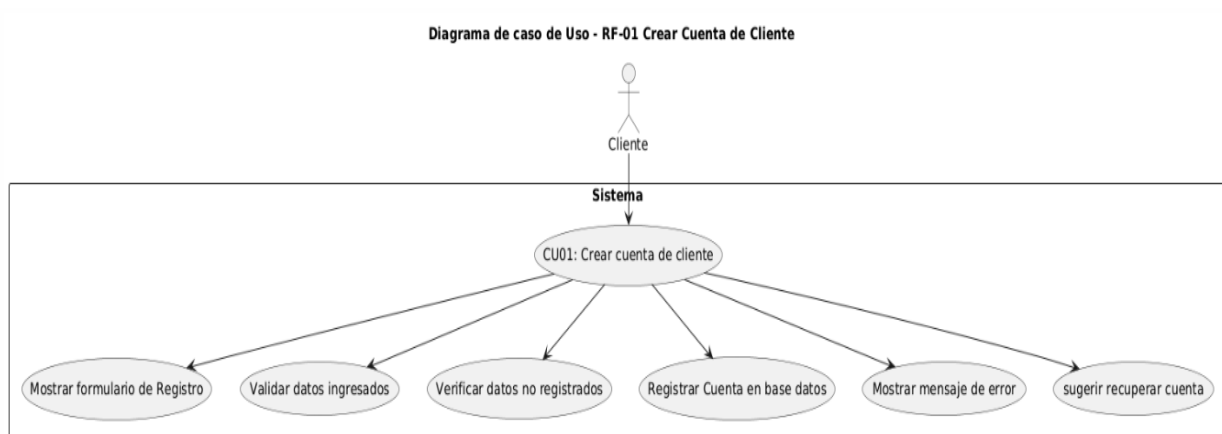 Diagrama de caso de Uso - RF-01 Crear Cuenta de Cliente
Cliente
Sistema
CU01: Crear cuenta de cliente
Mostrar formulario de Registro
Validar datos ingresados
Verificar datos no registrados
Registrar Cuenta en base datos
Mostrar mensaje de error
sugerir recuperar cuenta